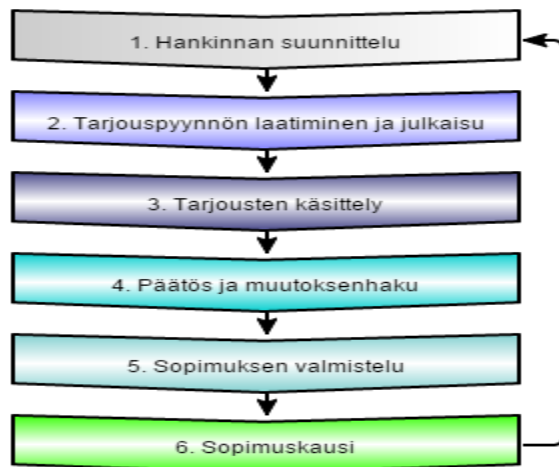 1. Hankinnan suunnittelu
2. Tarjouspyynnön laatiminen ja julkaisu
3. Tarjousten käsittely
4. Päätös ja muutoksenhaku
5. Sopimuksen valmistelu
6. Sopimuskausi